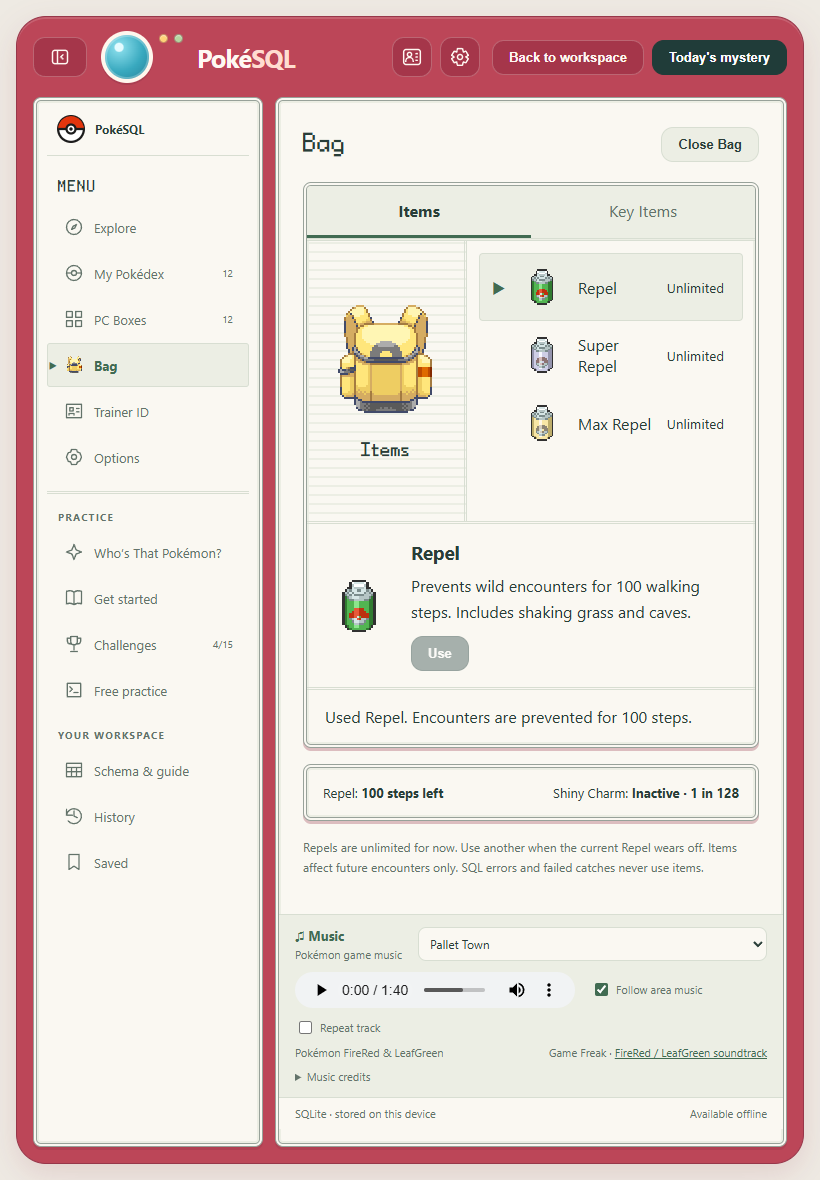 PokéSQL
Back to workspace
Today's mystery
PokéSQL
MENU
Explore
My Pokédex 12
PC Boxes 12
Bag
Trainer ID
Options
PRACTICE
Who's That Pokémon?
Get started
Challenges 4/15
Free practice
YOUR WORKSPACE
Schema & guide
History
Saved
Bag
Close Bag
Items
Key Items
Items
Repel Unlimited
Super
Repel
Unlimited
Max Repel Unlimited
Repel
Prevents wild encounters for 100 walking
steps. Includes shaking grass and caves.
Use
Used Repel. Encounters are prevented for 100 steps.
Repel: 100 steps left
Shiny Charm: Inactive · 1 in 128
Repels are unlimited for now. Use another when the current Repel wears off. Items
affect future encounters only. SQL errors and failed catches never use items.
♫ Music
Pokémon game music
Pallet Town
0:00 / 1:40
Follow area music
Repeat track
Pokémon FireRed & LeafGreen
Game Freak · FireRed / LeafGreen soundtrack
Music credits
SQLite · stored on this device
Available offline